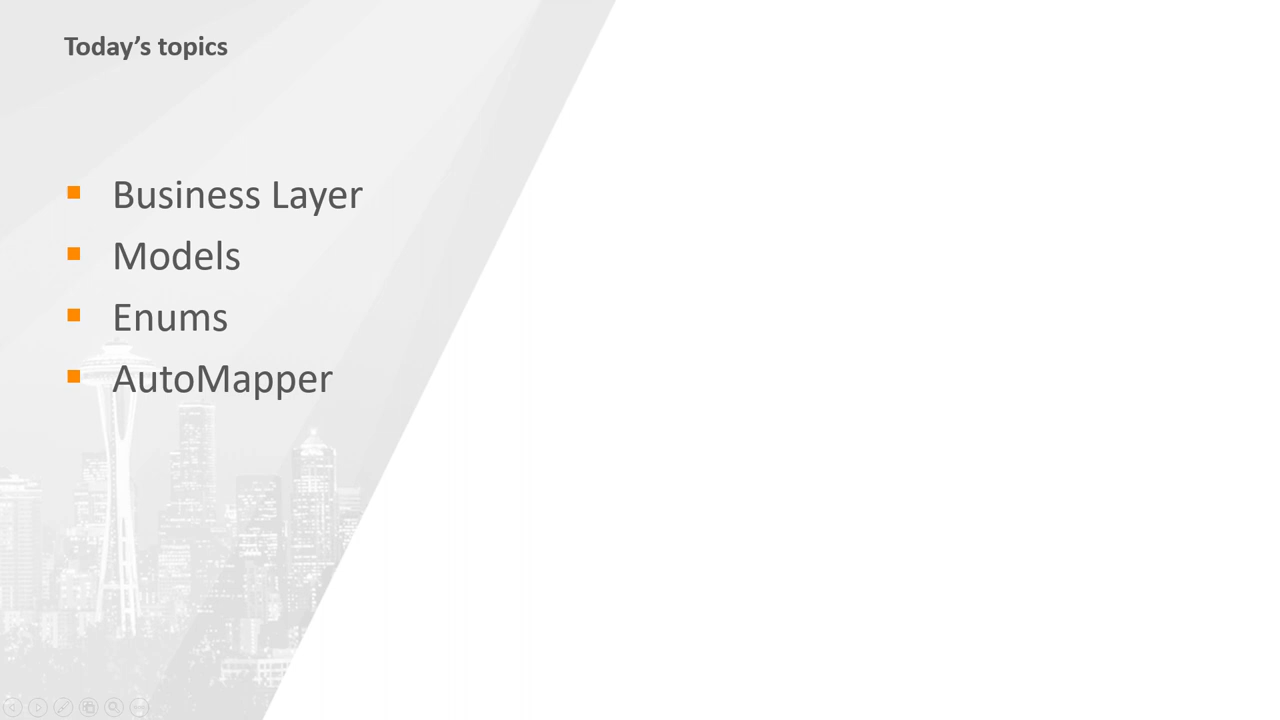 Today’s topics
Business Layer
Models
Enums
AutoMapper